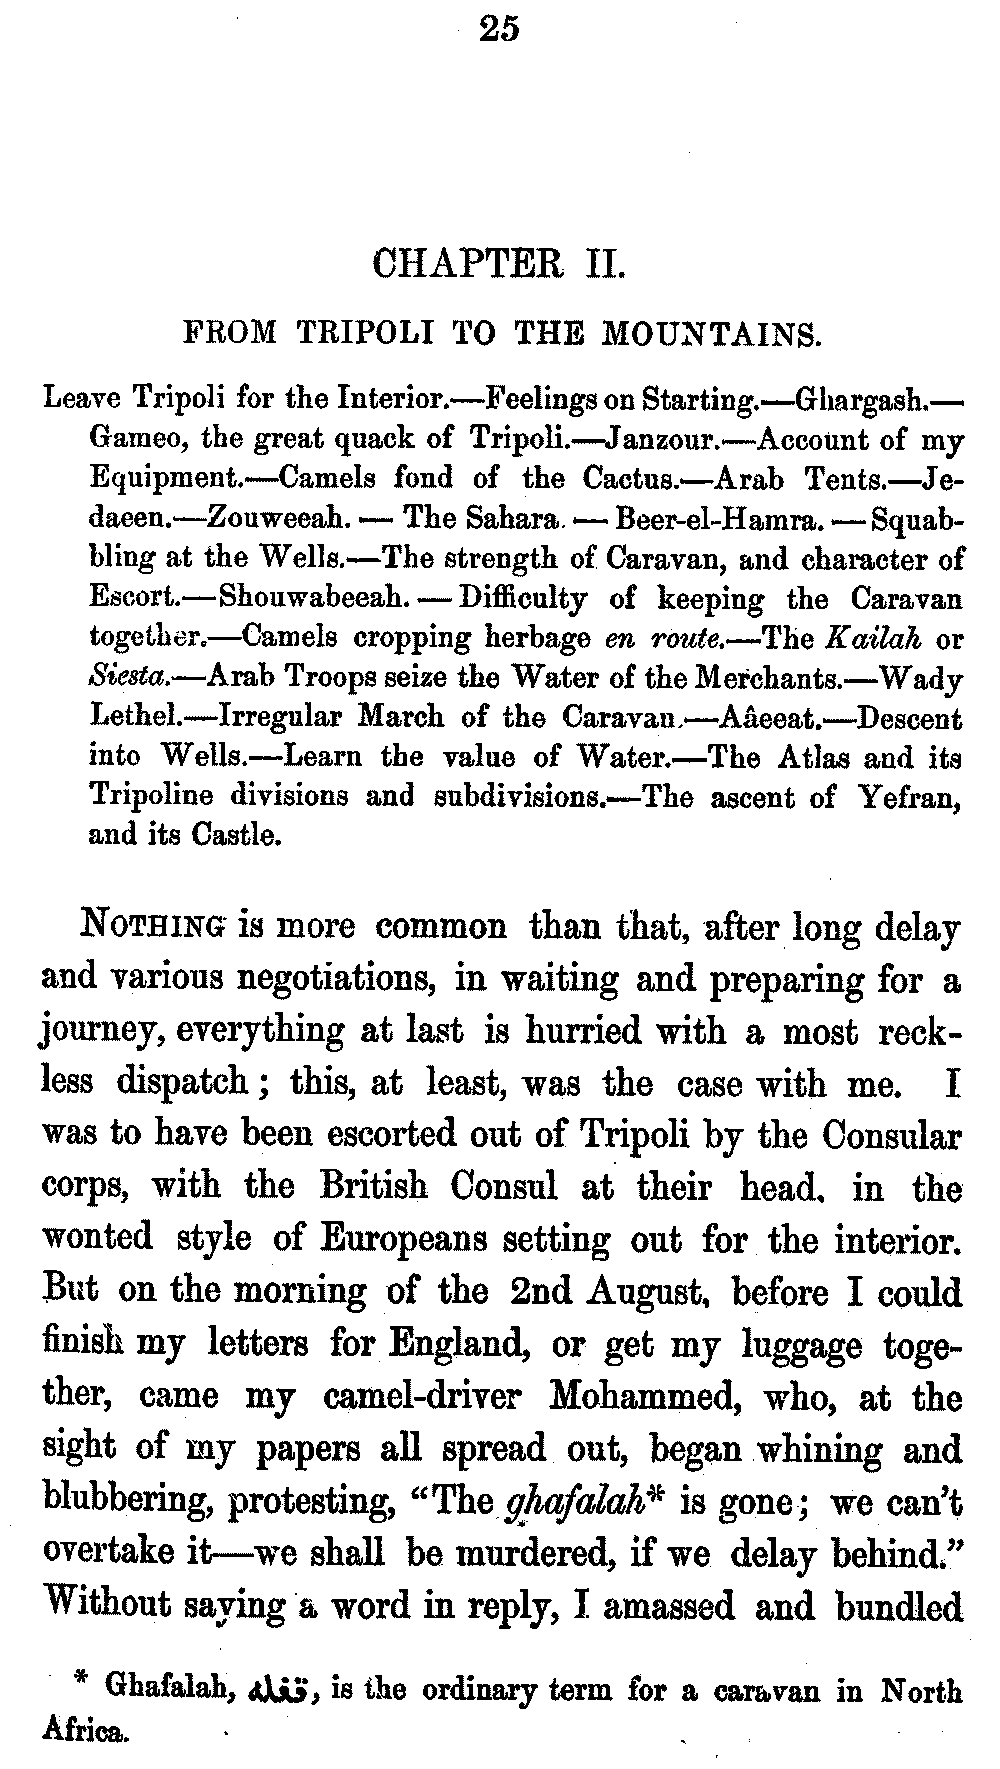 25
CHAPTER II.
FROM TRIPOLI TO THE MOUNTAINS.
Leave Tripoli for the Interior.—Feelings on Starting.—Ghargash.—
Gameo, the great quack of Tripoli.—Janzour.—Account of my
Equipment.—Camels fond of the Cactus.—Arab Tents.—Je-
daeen.—Zouweeah. — The Sahara. — Beer-el-Hamra. — Squab-
bling at the Wells.—The strength of Caravan, and character of
Escort.—Shouwabeeah. — Difficulty of keeping the Caravan
together.—Camels cropping herbage en route.—The Kailah or
Siesta.—Arab Troops seize the Water of the Merchants.—Wady
Lethel.—Irregular March of the Caravan.—Aâeeat.—Descent
into Wells.—Learn the value of Water.—The Atlas and its
Tripoline divisions and subdivisions.—The ascent of Yefran,
and its Castle.
NOTHING is more common than that, after long delay
and various negotiations, in waiting and preparing for a
journey, everything at last is hurried with a most reck-
less dispatch; this, at least, was the case with me. I
was to have been escorted out of Tripoli by the Consular
corps, with the British Consul at their head, in the
wonted style of Europeans setting out for the interior.
But on the morning of the 2nd August, before I could
finish my letters for England, or get my luggage toge-
ther, came my camel-driver Mohammed, who, at the
sight of my papers all spread out, began whining and
blubbering, protesting, “The ghafalah* is gone; we can’t
overtake it—we shall be murdered, if we delay behind.”
Without saying a word in reply, I amassed and bundled
* Ghafalah, قفله, is the ordinary term for a caravan in North
Africa.